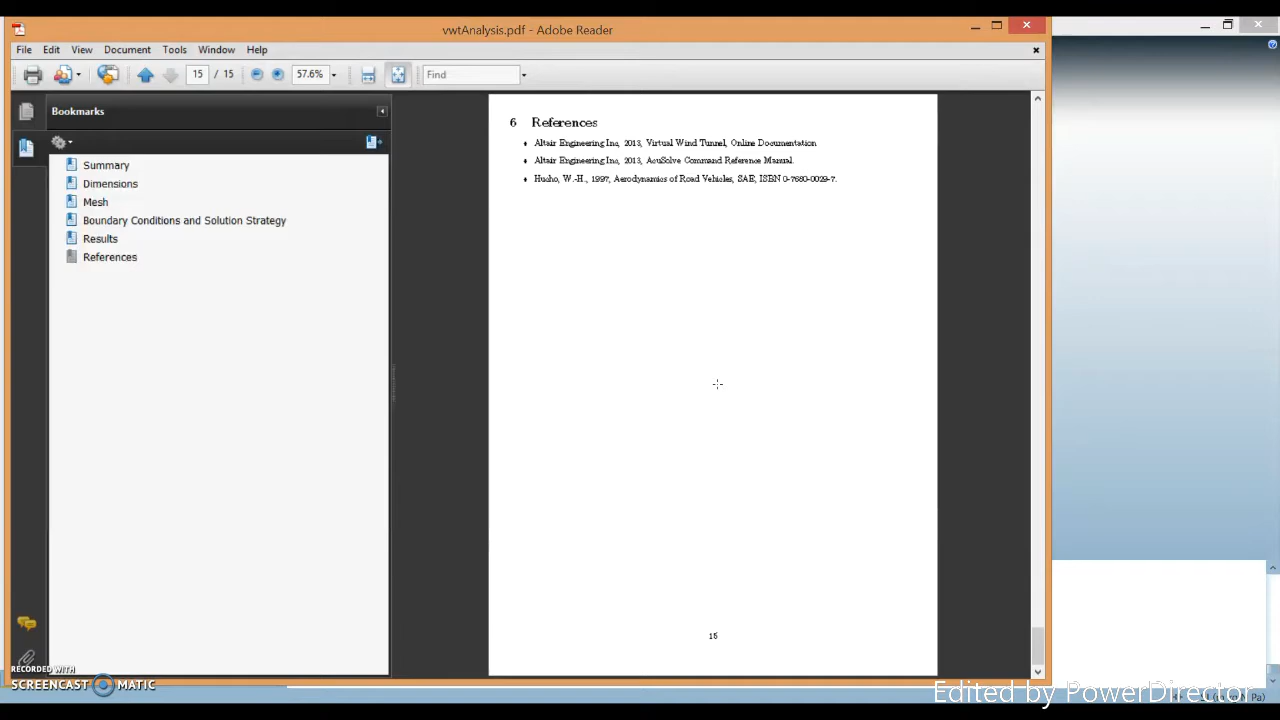 vwtAnalysis.pdf - Adobe Reader
File Edit View Document Tools Window Help
15 / 15 57.6% Find
Bookmarks
Summary
Dimensions
Mesh
Boundary Conditions and Solution Strategy
Results
References
6 References
Altair Engineering Inc, 2013, Virtual Wind Tunnel, Online Documentation
Altair Engineering Inc, 2013, AcuSolve Command Reference Manual.
Hucho, W.-H., 1997, Aerodynamics of Road Vehicles, SAE, ISBN 0-7680-0029-7.
15
RECORDED WITH
SCREENCAST MATIC
Edited by PowerDirector
Pa)